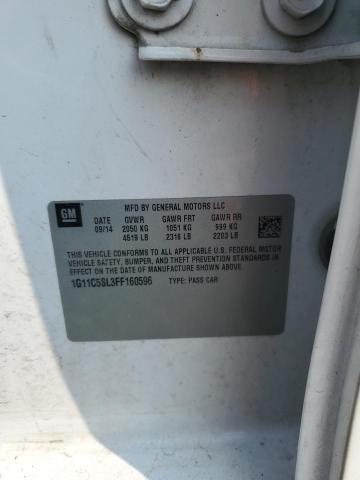 GM
MFD BY GENERAL MOTORS LLC
DATE GVWR GAWR FRT GAWR RR
09/14 2050 KG 1051 KG 999 KG
4519 LB 2316 LB 2203 LB
THIS VEHICLE CONFORMS TO ALL APPLICABLE U.S. FEDERAL MOTOR
VEHICLE SAFETY, BUMPER, AND THEFT PREVENTION STANDARDS IN
EFFECT ON THE DATE OF MANUFACTURE SHOWN ABOVE.
1G11C5SL3FF160596 TYPE: PASS CAR